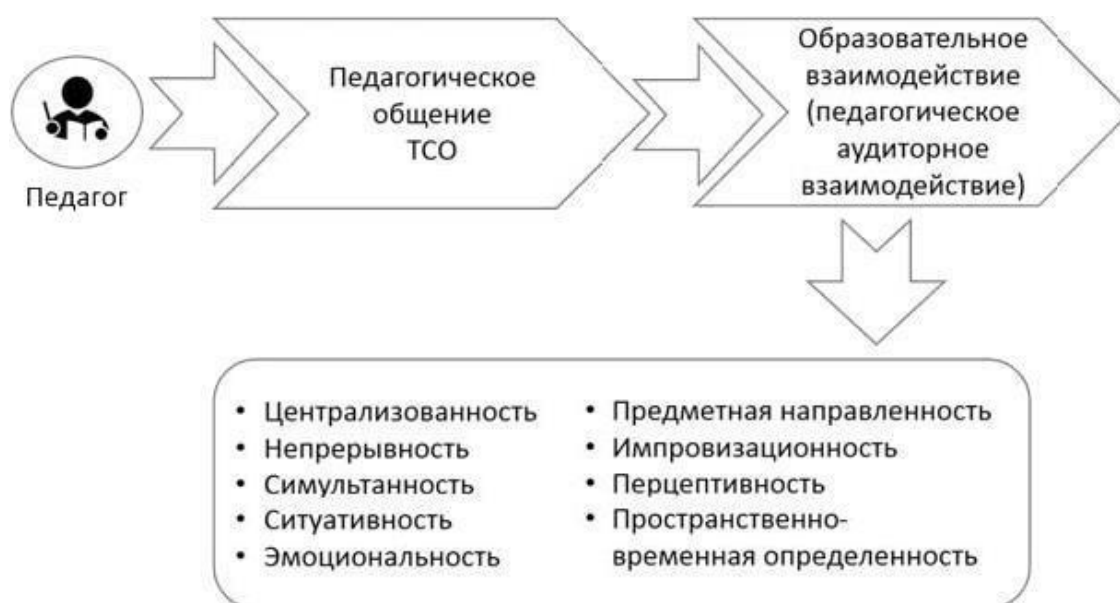 Педагог
Педагогическое
общение
ТСО
Образовательное
взаимодействие
(педагогическое
аудиторное
взаимодействие)
• Централизованность
• Непрерывность
• Симультанность
• Ситуативность
• Эмоциональность
• Предметная направленность
• Импровизационность
• Перцептивность
• Пространственно-
временная определенность